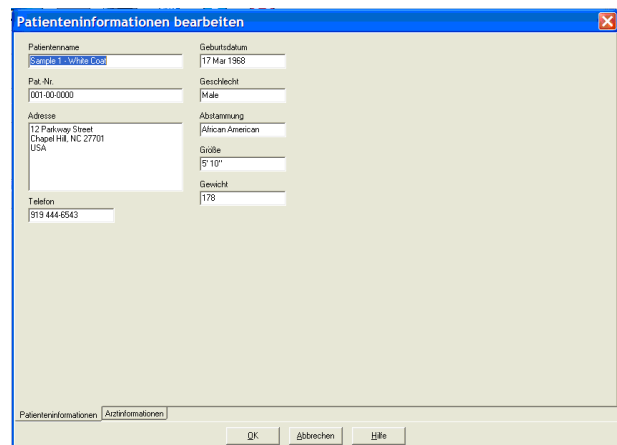 Patienteninformationen bearbeiten
Patientenname
Sample 1 - White Coat
Pat.-Nr.
001-00-0000
Adresse
12 Parkway Street
Chapel Hill, NC 27701
USA
Telefon
919 444-6543
Geburtsdatum
17 Mar 1968
Geschlecht
Male
Abstammung
African American
Größe
5' 10"
Gewicht
178
Patienteninformationen
Arztinformationen
OK
Abbrechen
Hilfe